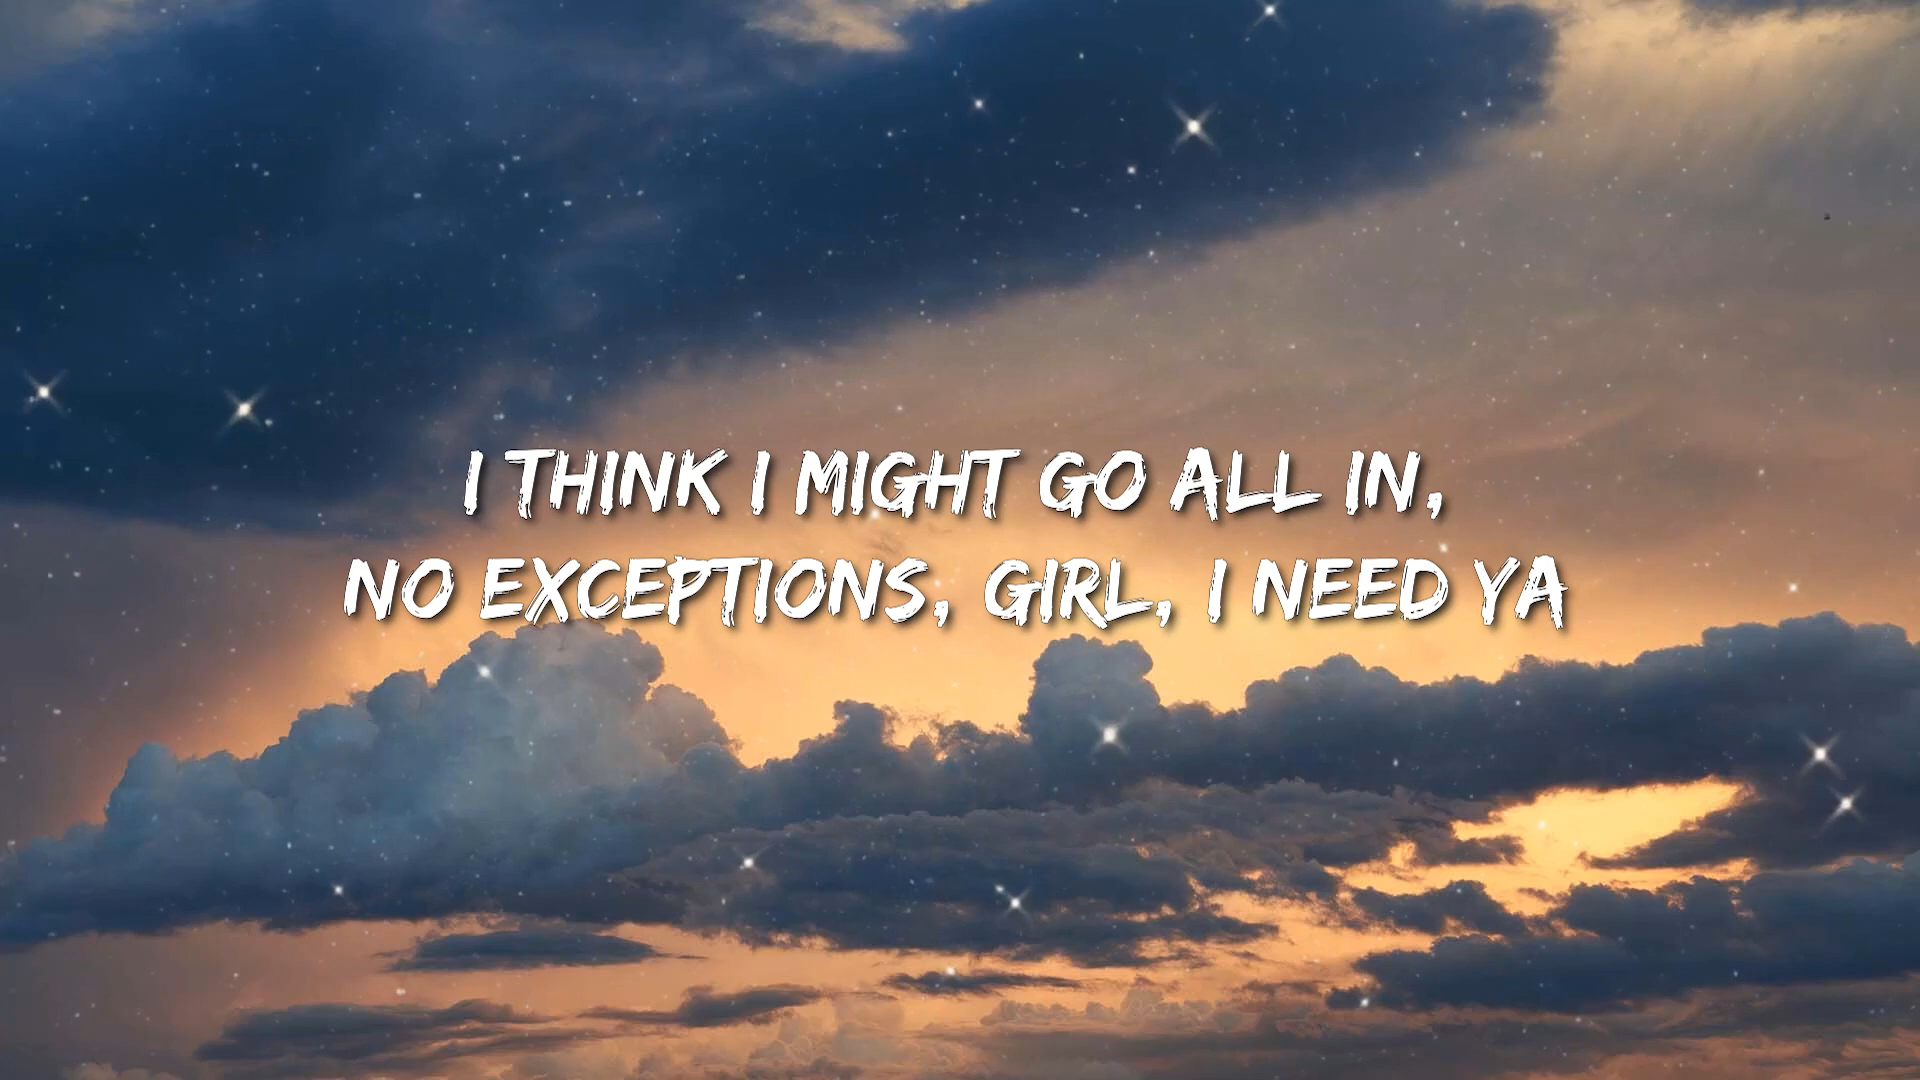 I THINK I MIGHT GO ALL IN,
NO EXCEPTIONS, GIRL, I NEED YA